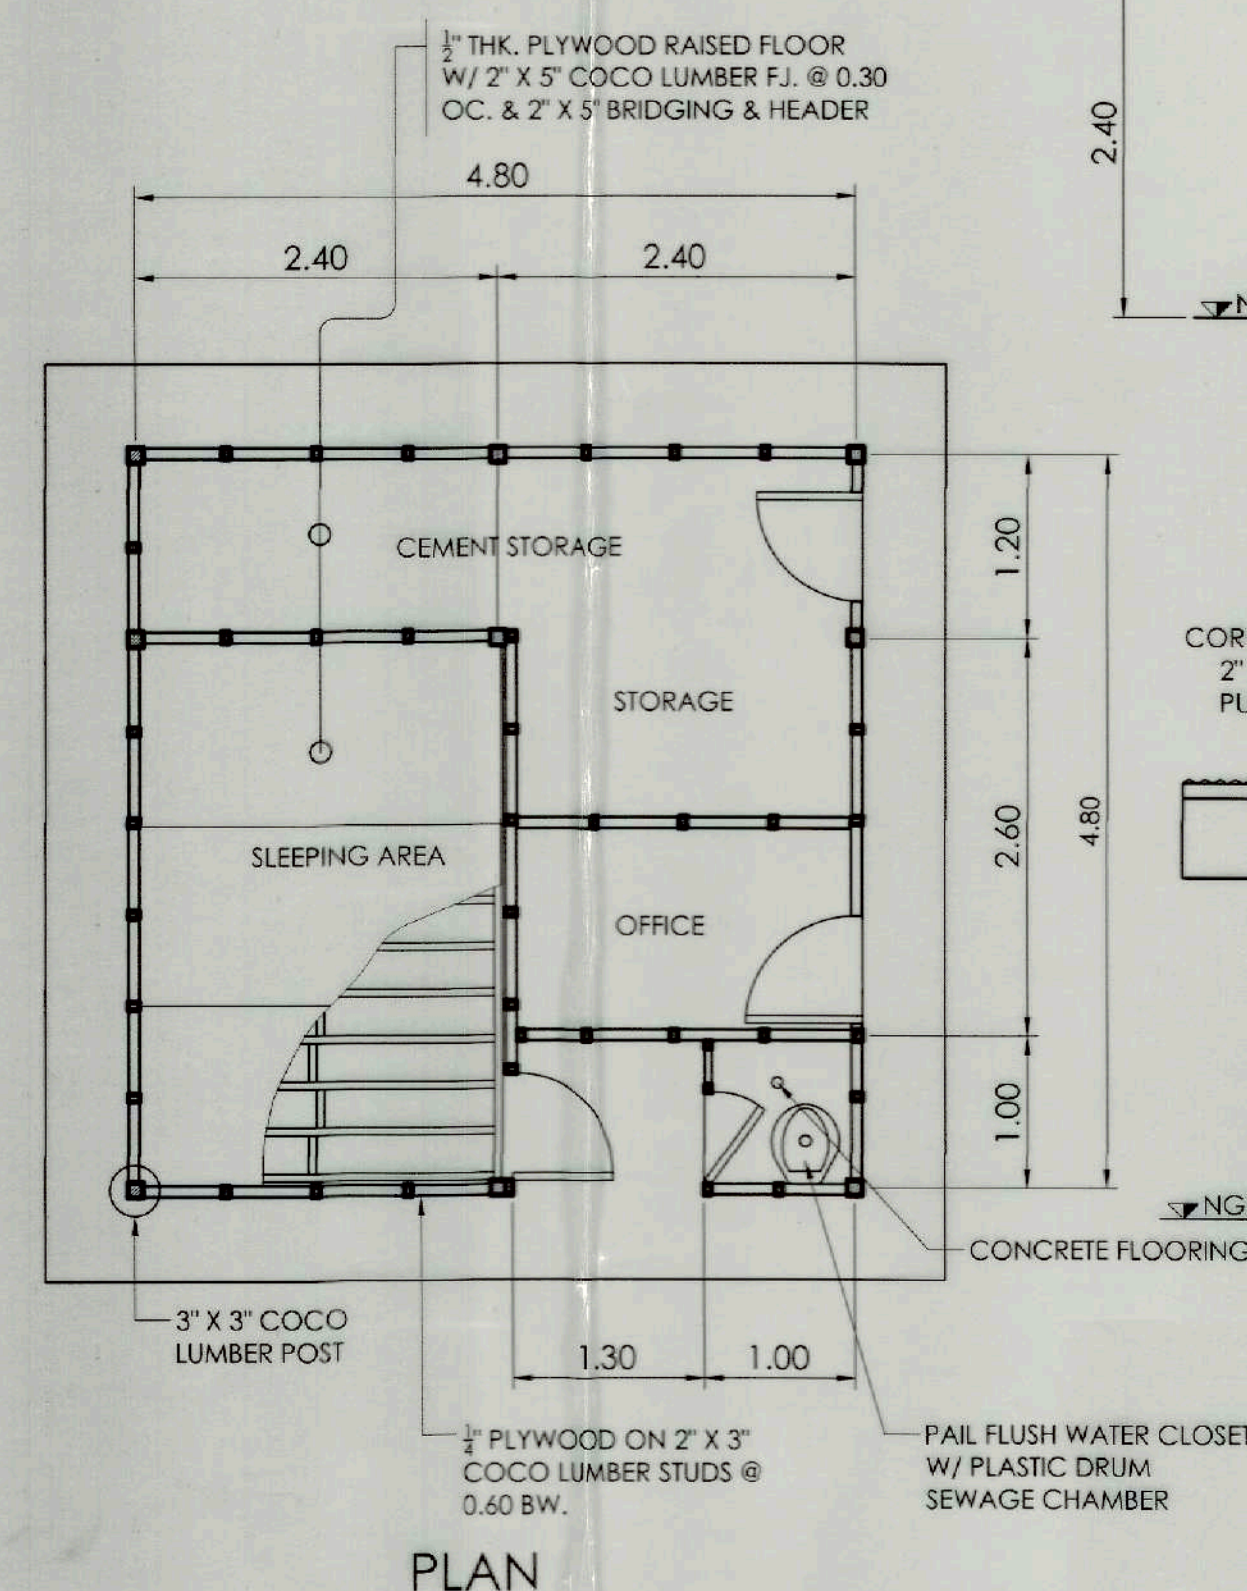 ½" THK. PLYWOOD RAISED FLOOR
W/ 2" X 5" COCO LUMBER FJ. @ 0.30
OC. & 2" X 5" BRIDGING & HEADER
2.40
4.80
2.40
2.40
N
CEMENT STORAGE
1.20
COR
2"
PL
STORAGE
2.60
4.80
SLEEPING AREA
OFFICE
1.00
NG
CONCRETE FLOORING
3" X 3" COCO
LUMBER POST
1.30
1.00
¼" PLYWOOD ON 2" X 3"
COCO LUMBER STUDS @
0.60 BW.
PAIL FLUSH WATER CLOSET
W/ PLASTIC DRUM
SEWAGE CHAMBER
PLAN